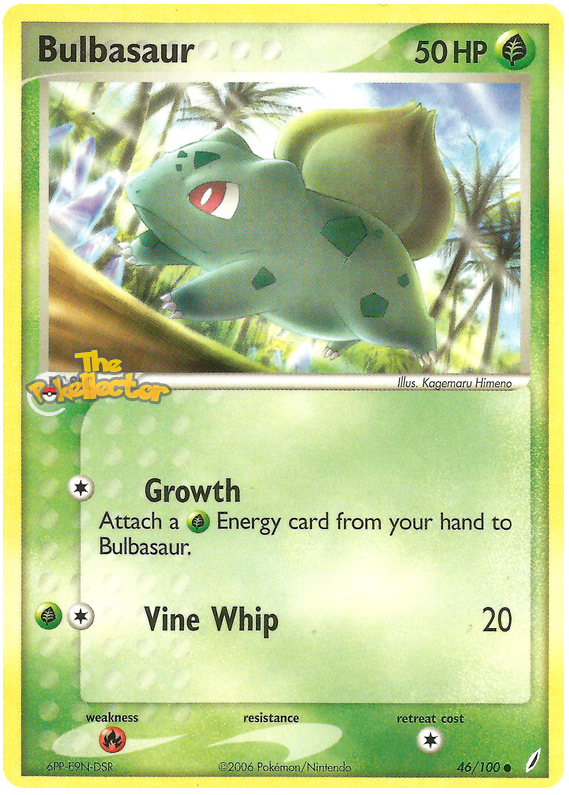 Bulbasaur
50 HP
Illus. Kagemaru Himeno
The
Pokéllector
Growth
Attach a Energy card from your hand to
Bulbasaur.
Vine Whip 20
weakness
resistance
retreat cost
6PP-E9N-DSR
©2006 Pokémon/Nintendo
46/100